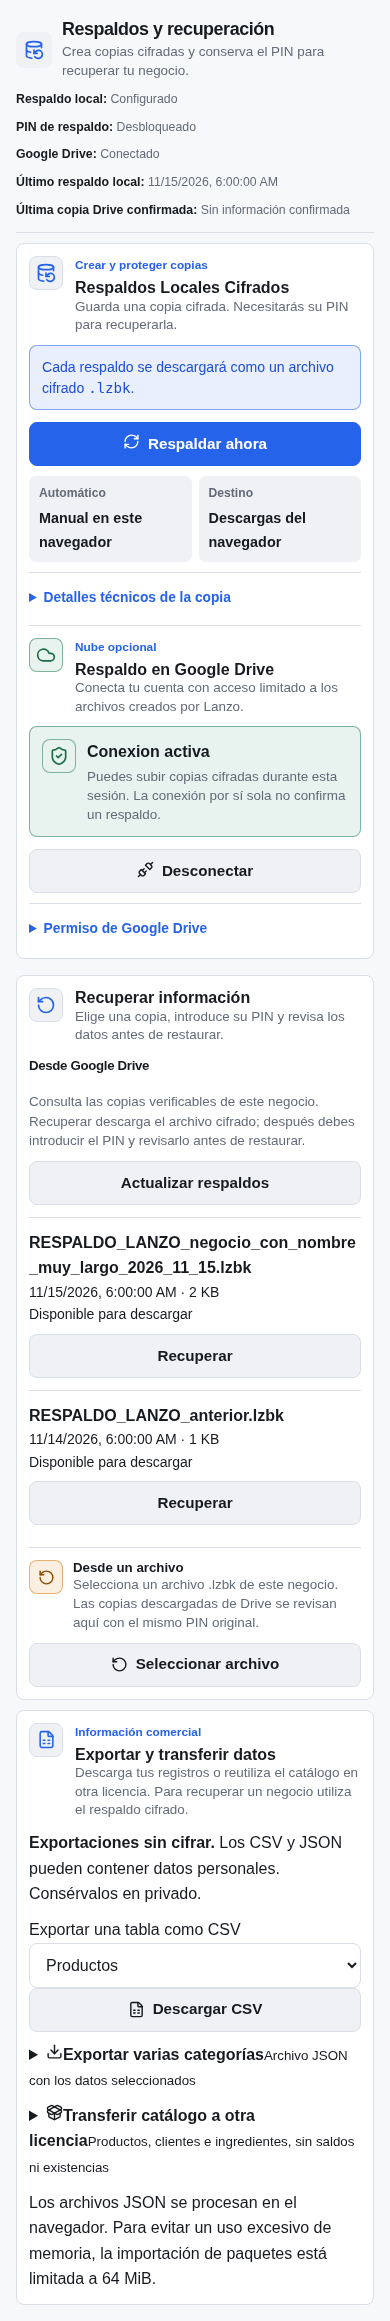 Respaldos y recuperación
Crea copias cifradas y conserva el PIN para
recuperar tu negocio.
Respaldo local: Configurado
PIN de respaldo: Desbloqueado
Google Drive: Conectado
Último respaldo local: 11/15/2026, 6:00:00 AM
Última copia Drive confirmada: Sin información confirmada
Crear y proteger copias
Respaldos Locales Cifrados
Guarda una copia cifrada. Necesitarás su PIN
para recuperarla.
Cada respaldo se descargará como un archivo
cifrado .lzbk.
Respaldar ahora
Automático
Manual en este
navegador
Destino
Descargas del
navegador
Detalles técnicos de la copia
Nube opcional
Respaldo en Google Drive
Conecta tu cuenta con acceso limitado a los
archivos creados por Lanzo.
Conexion activa
Puedes subir copias cifradas durante esta
sesión. La conexión por sí sola no confirma
un respaldo.
Desconectar
Permiso de Google Drive
Recuperar información
Elige una copia, introduce su PIN y revisa los
datos antes de restaurar.
Desde Google Drive
Consulta las copias verificables de este negocio.
Recuperar descarga el archivo cifrado; después debes
introducir el PIN y revisarlo antes de restaurar.
Actualizar respaldos
RESPALDO_LANZO_negocio_con_nombre
_muy_largo_2026_11_15.lzbk
11/15/2026, 6:00:00 AM · 2 KB
Disponible para descargar
Recuperar
RESPALDO_LANZO_anterior.lzbk
11/14/2026, 6:00:00 AM · 1 KB
Disponible para descargar
Recuperar
Desde un archivo
Selecciona un archivo .lzbk de este negocio.
Las copias descargadas de Drive se revisan
aquí con el mismo PIN original.
Seleccionar archivo
Información comercial
Exportar y transferir datos
Descarga tus registros o reutiliza el catálogo en
otra licencia. Para recuperar un negocio utiliza
el respaldo cifrado.
Exportaciones sin cifrar. Los CSV y JSON
pueden contener datos personales.
Consérvalos en privado.
Exportar una tabla como CSV
Productos
Descargar CSV
Exportar varias categoríasArchivo JSON
con los datos seleccionados
Transferir catálogo a otra
licenciaProductos, clientes e ingredientes, sin saldos
ni existencias
Los archivos JSON se procesan en el
navegador. Para evitar un uso excesivo de
memoria, la importación de paquetes está
limitada a 64 MiB.